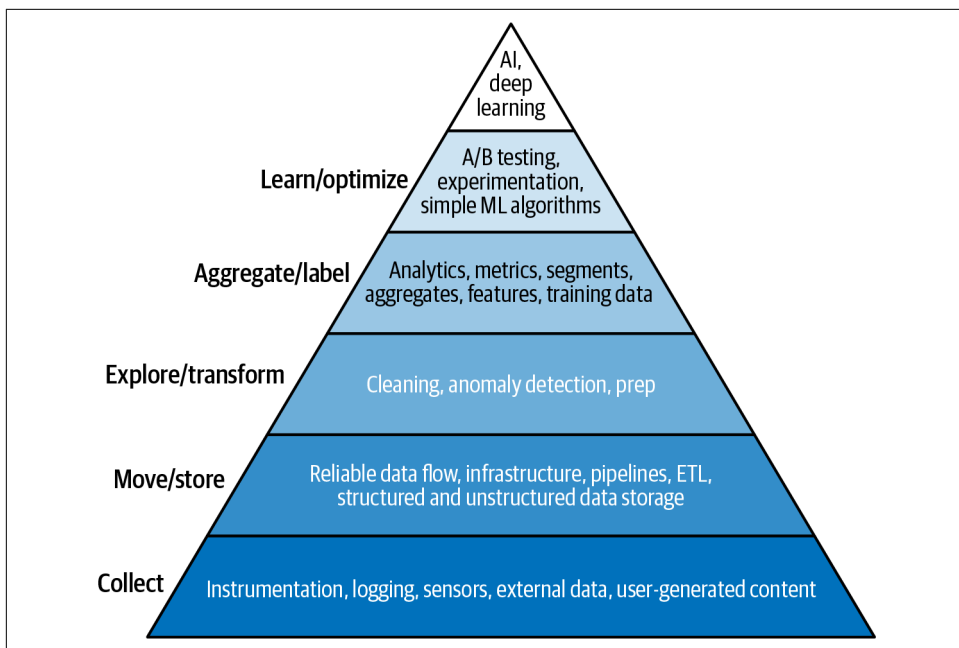 AI,
deep
learning
Learn/optimize
A/B testing,
experimentation,
simple ML algorithms
Aggregate/label
Analytics, metrics, segments,
aggregates, features, training data
Explore/transform
Cleaning, anomaly detection, prep
Move/store
Reliable data flow, infrastructure, pipelines, ETL,
structured and unstructured data storage
Collect
Instrumentation, logging, sensors, external data, user-generated content